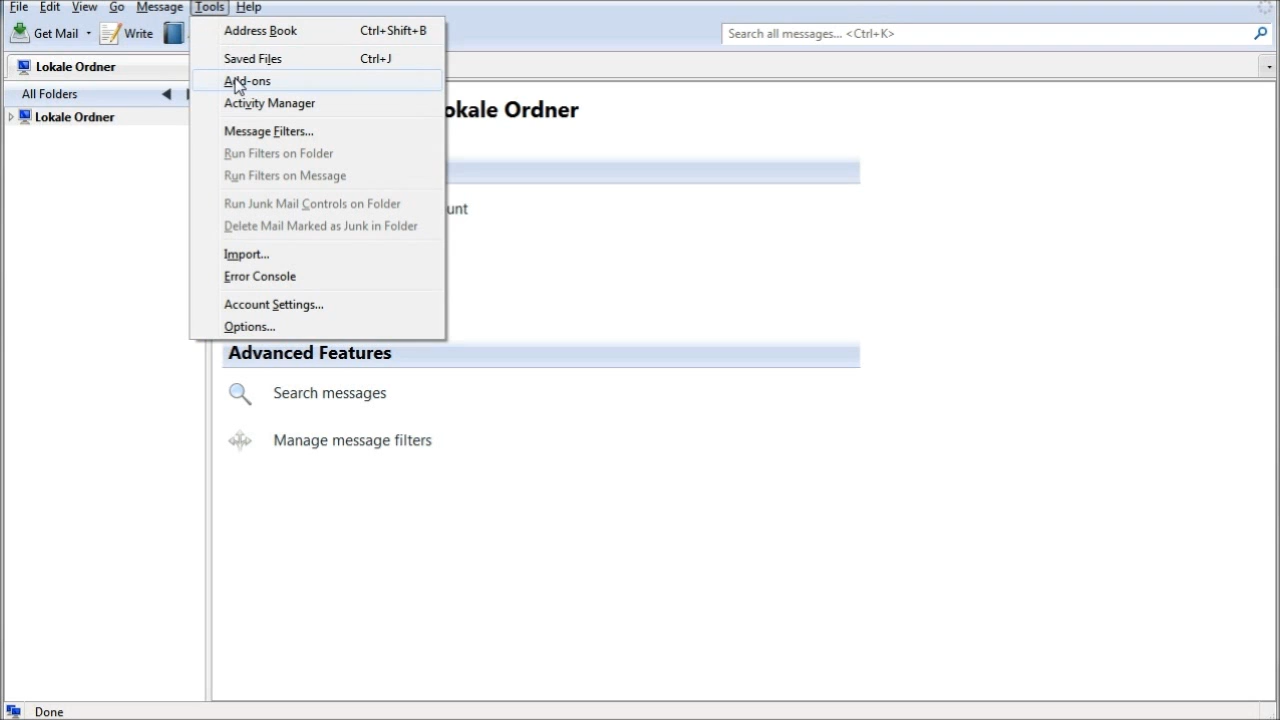 File Edit View Go Message Tools Help
Get Mail Write
Search all messages... <Ctrl+K>
Lokale Ordner
All Folders
Lokale Ordner
Address Book Ctrl+Shift+B
Saved Files Ctrl+J
Add-ons
Activity Manager
Message Filters...
Run Filters on Folder
Run Filters on Message
Run Junk Mail Controls on Folder
Delete Mail Marked as Junk in Folder
Import...
Error Console
Account Settings...
Options...
okale Ordner
unt
Advanced Features
Search messages
Manage message filters
Done